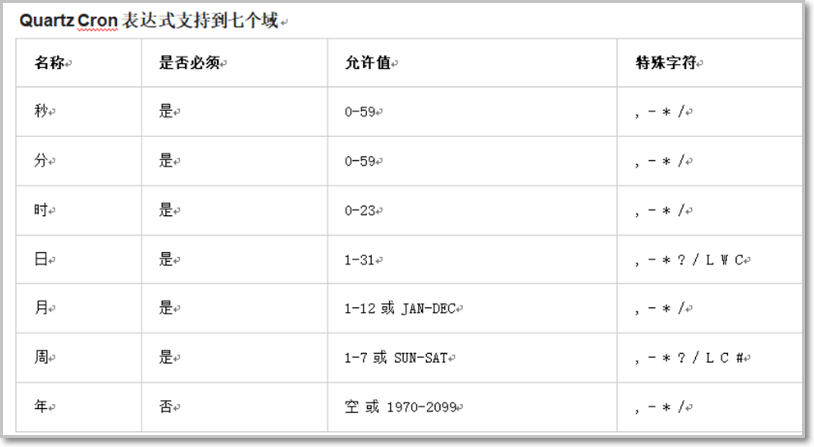 Quartz Cron 表达式支持到七个域
名称 是否必须 允许值 特殊字符
秒 是 0-59 , - * /
分 是 0-59 , - * /
时 是 0-23 , - * /
日 是 1-31 , - * ? / L W C
月 是 1-12 或 JAN-DEC , - * /
周 是 1-7 或 SUN-SAT , - * ? / L C #
年 否 空 或 1970-2099 , - * /